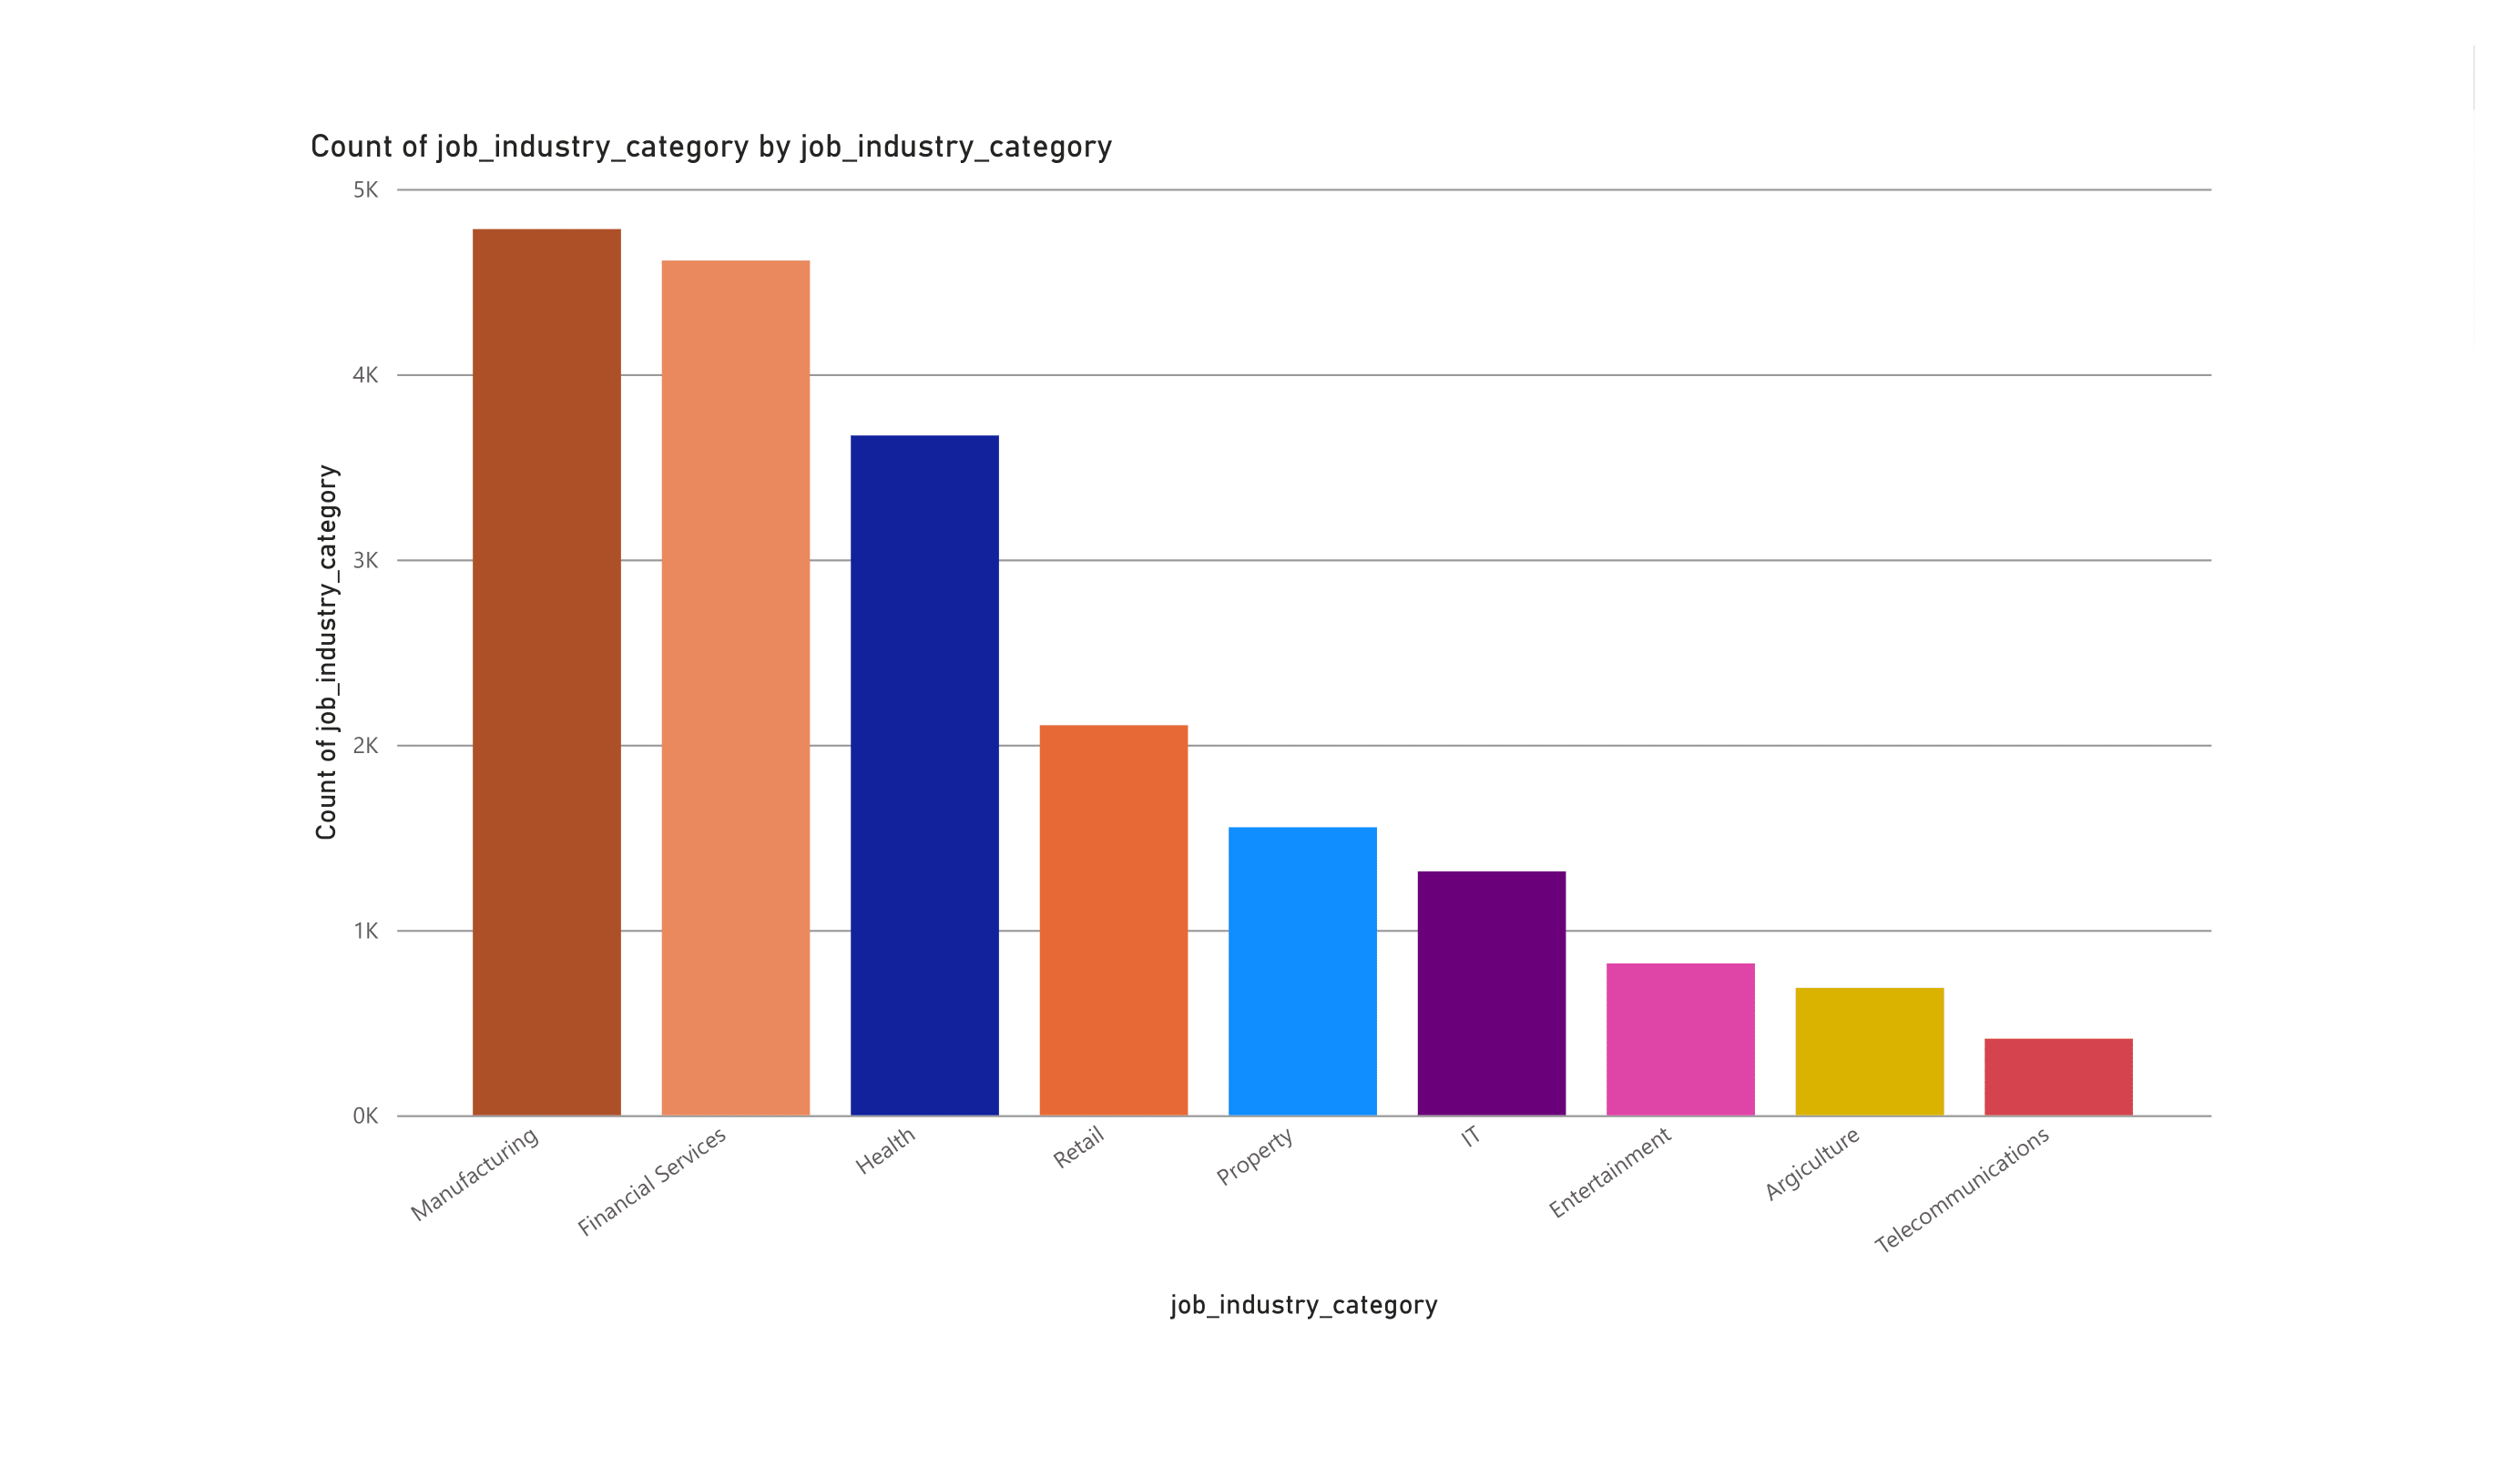 Count of job_industry_category by job_industry_category
5K
4K
3K
2K
1K
0K
Count of job_industry_category
Manufacturing
Financial Services
Health
Retail
Property
IT
Entertainment
Argiculture
Telecommunications
job_industry_category